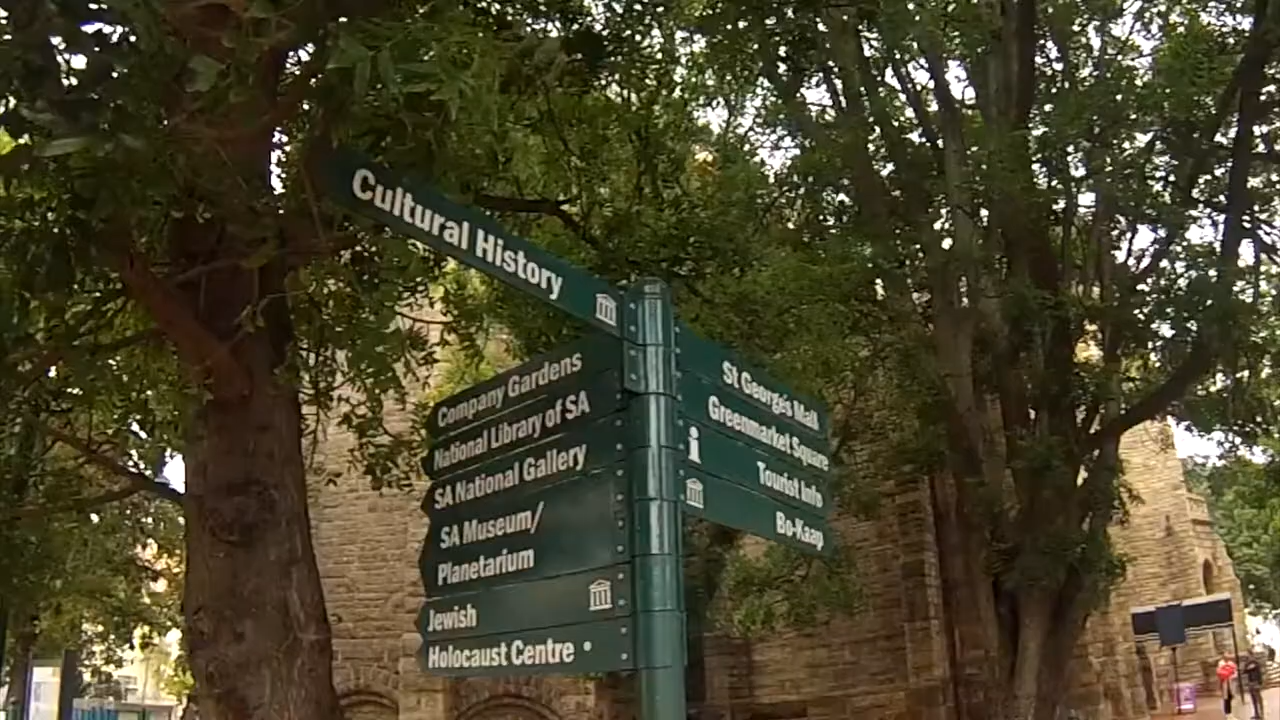 Cultural History
Company Gardens
National Library of SA
SA National Gallery
SA Museum/
Planetarium
Jewish
Holocaust Centre
St George's Mall
Greenmarket Square
i Tourist Info
Bo-Kaap